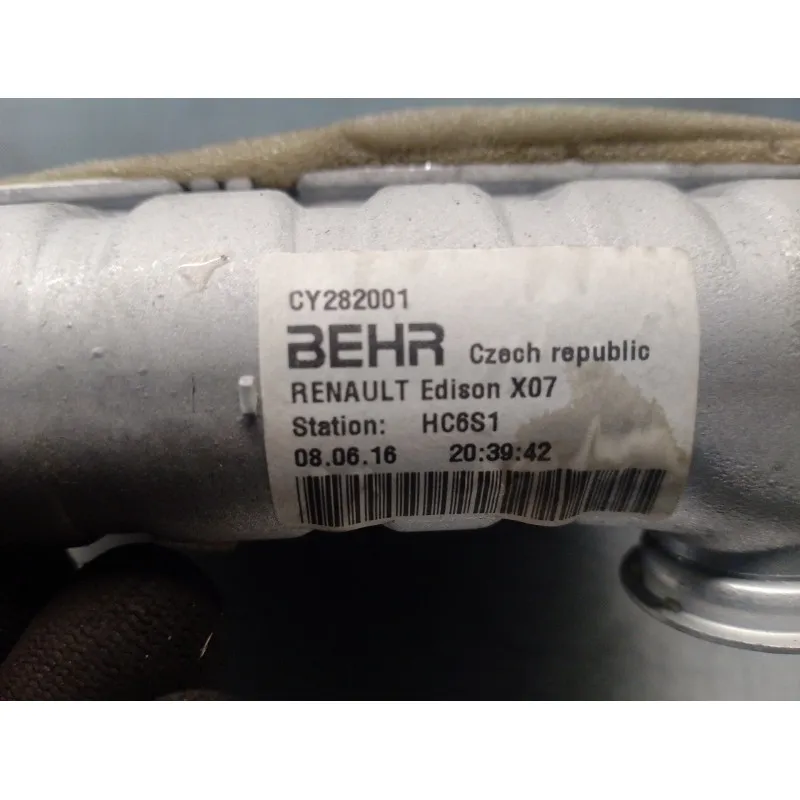 CY282001
BEHR Czech republic
RENAULT Edison X07
Station: HC6S1
08.06.16 20:39:42